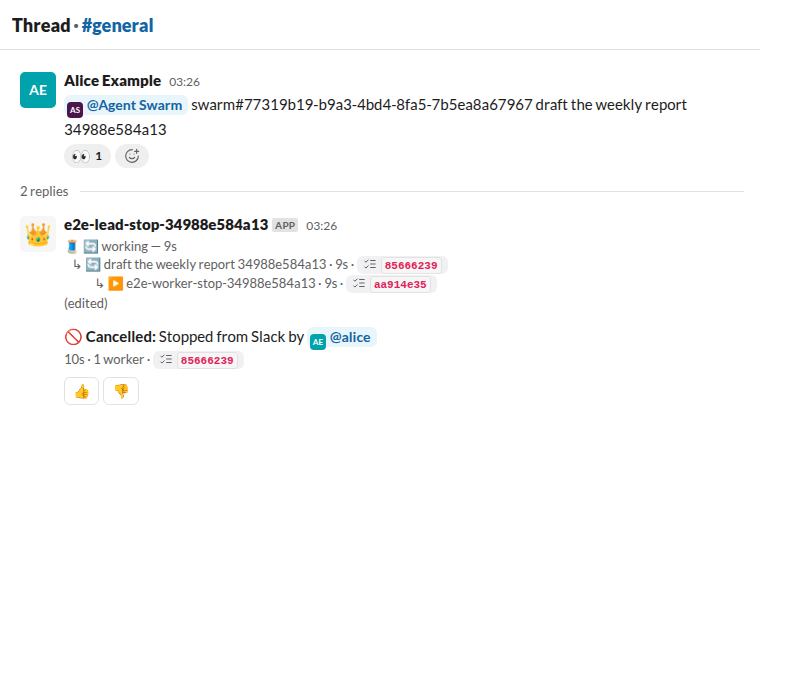 Thread • #general
AE
Alice Example 03:26
AS @Agent Swarm swarm#77319b19-b9a3-4bd4-8fa5-7b5ea8a67967 draft the weekly report
34988e584a13
1
2 replies
e2e-lead-stop-34988e584a13 APP 03:26
working — 9s
↳ draft the weekly report 34988e584a13 · 9s · 85666239
↳ e2e-worker-stop-34988e584a13 · 9s · aa914e35
(edited)
Cancelled: Stopped from Slack by AE @alice
10s · 1 worker · 85666239